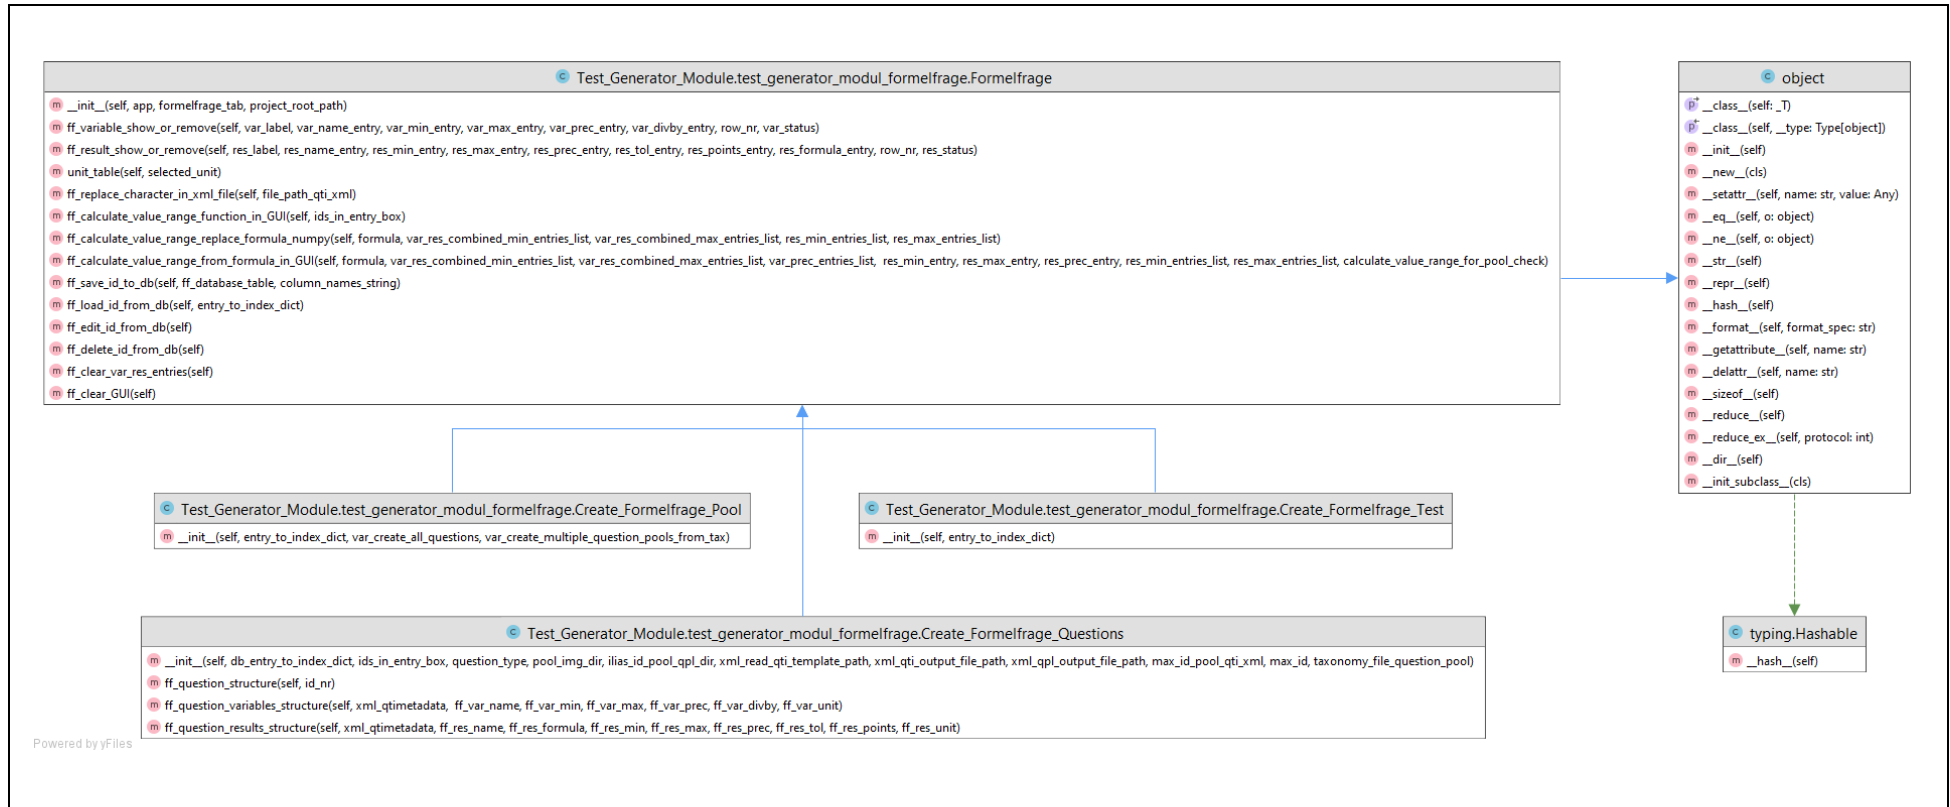 Test_Generator_Module.test_generator_modul_formelfrage.Formelfrage
__init__(self, app, formelfrage_tab, project_root_path)
ff_variable_show_or_remove(self, var_label, var_name_entry, var_min_entry, var_max_entry, var_prec_entry, var_divby_entry, row_nr, var_status)
ff_result_show_or_remove(self, res_label, res_name_entry, res_min_entry, res_max_entry, res_prec_entry, res_tol_entry, res_points_entry, res_formula_entry, row_nr, res_status)
unit_table(self, selected_unit)
ff_replace_character_in_xml_file(self, file_path_qti_xml)
ff_calculate_value_range_function_in_GUI(self, ids_in_entry_box)
ff_calculate_value_range_replace_formula_numpy(self, formula, var_res_combined_min_entries_list, var_res_combined_max_entries_list, res_min_entries_list, res_max_entries_list)
ff_calculate_value_range_from_formula_in_GUI(self, formula, var_res_combined_min_entries_list, var_res_combined_max_entries_list, var_prec_entries_list, res_min_entry, res_max_entry, res_prec_entry, res_min_entries_list, res_max_entries_list, calculate_value_range_for_pool_check)
ff_save_id_to_db(self, ff_database_table, column_names_string)
ff_load_id_from_db(self, entry_to_index_dict)
ff_edit_id_from_db(self)
ff_delete_id_from_db(self)
ff_clear_var_res_entries(self)
ff_clear_GUI(self)
object
__class__(self: _T)
__class__(self, __type: Type[object])
__init__(self)
__new__(cls)
__setattr__(self, name: str, value: Any)
__eq__(self, o: object)
__ne__(self, o: object)
__str__(self)
__repr__(self)
__hash__(self)
__format__(self, format_spec: str)
__getattribute__(self, name: str)
__delattr__(self, name: str)
__sizeof__(self)
__reduce__(self)
__reduce_ex__(self, protocol: int)
__dir__(self)
__init_subclass__(cls)
Test_Generator_Module.test_generator_modul_formelfrage.Create_Formelfrage_Pool
__init__(self, entry_to_index_dict, var_create_all_questions, var_create_multiple_question_pools_from_tax)
Test_Generator_Module.test_generator_modul_formelfrage.Create_Formelfrage_Test
__init__(self, entry_to_index_dict)
Test_Generator_Module.test_generator_modul_formelfrage.Create_Formelfrage_Questions
__init__(self, db_entry_to_index_dict, ids_in_entry_box, question_type, pool_img_dir, ilias_id_pool_qpl_dir, xml_read_qti_template_path, xml_qti_output_file_path, xml_qpl_output_file_path, max_id_pool_qti_xml, max_id, taxonomy_file_question_pool)
ff_question_structure(self, id_nr)
ff_question_variables_structure(self, xml_qtimetadata, ff_var_name, ff_var_min, ff_var_max, ff_var_prec, ff_var_divby, ff_var_unit)
ff_question_results_structure(self, xml_qtimetadata, ff_res_name, ff_res_formula, ff_res_min, ff_res_max, ff_res_prec, ff_res_tol, ff_res_points, ff_res_unit)
typing.Hashable
__hash__(self)
Powered by yFiles